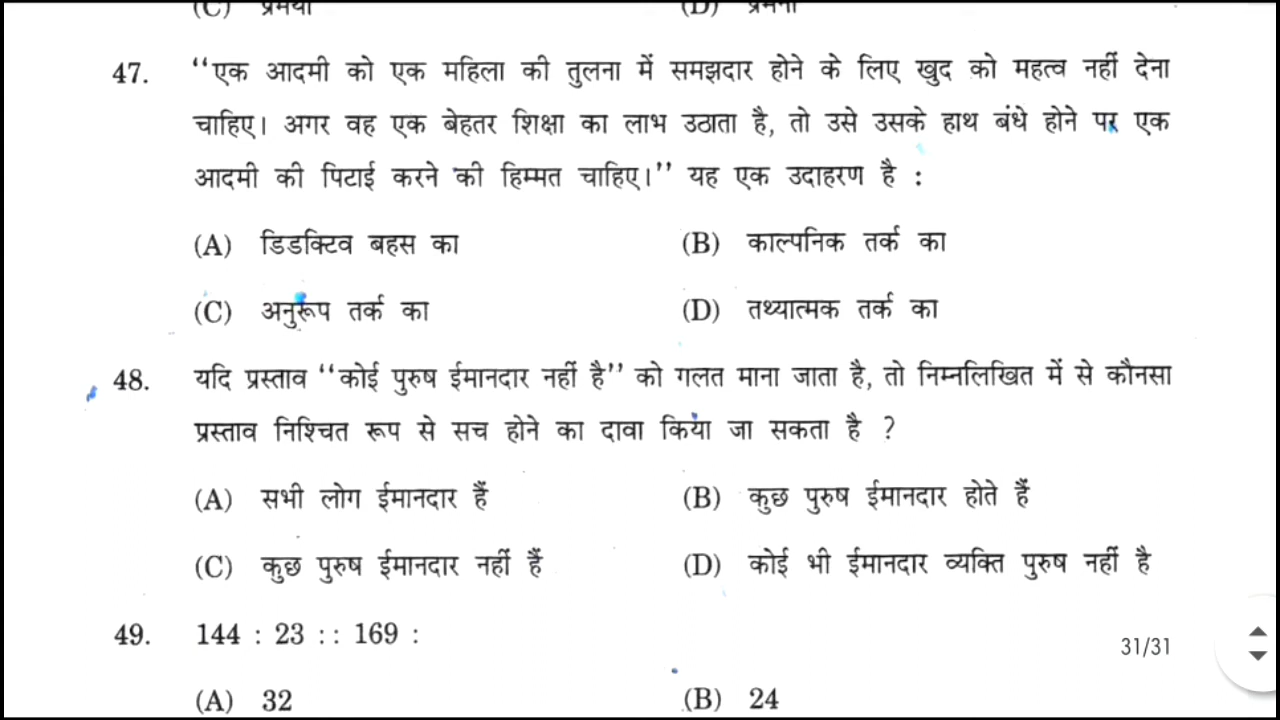 (C) प्रमेयी (D) प्रमेनी
47. ‘‘एक आदमी को एक महिला की तुलना में समझदार होने के लिए खुद को महत्व नहीं देना
चाहिए। अगर वह एक बेहतर शिक्षा का लाभ उठाता है, तो उसे उसके हाथ बंधे होने पर एक
आदमी की पिटाई करने की हिम्मत चाहिए।’’ यह एक उदाहरण है :
(A) डिडक्टिव बहस का (B) काल्पनिक तर्क का
(C) अनुरूप तर्क का (D) तथ्यात्मक तर्क का
48. यदि प्रस्ताव ‘‘कोई पुरुष ईमानदार नहीं है’’ को गलत माना जाता है, तो निम्नलिखित में से कौनसा
प्रस्ताव निश्चित रूप से सच होने का दावा किया जा सकता है ?
(A) सभी लोग ईमानदार हैं (B) कुछ पुरुष ईमानदार होते हैं
(C) कुछ पुरुष ईमानदार नहीं हैं (D) कोई भी ईमानदार व्यक्ति पुरुष नहीं है
49. 144 : 23 :: 169 :
31/31
(A) 32 (B) 24